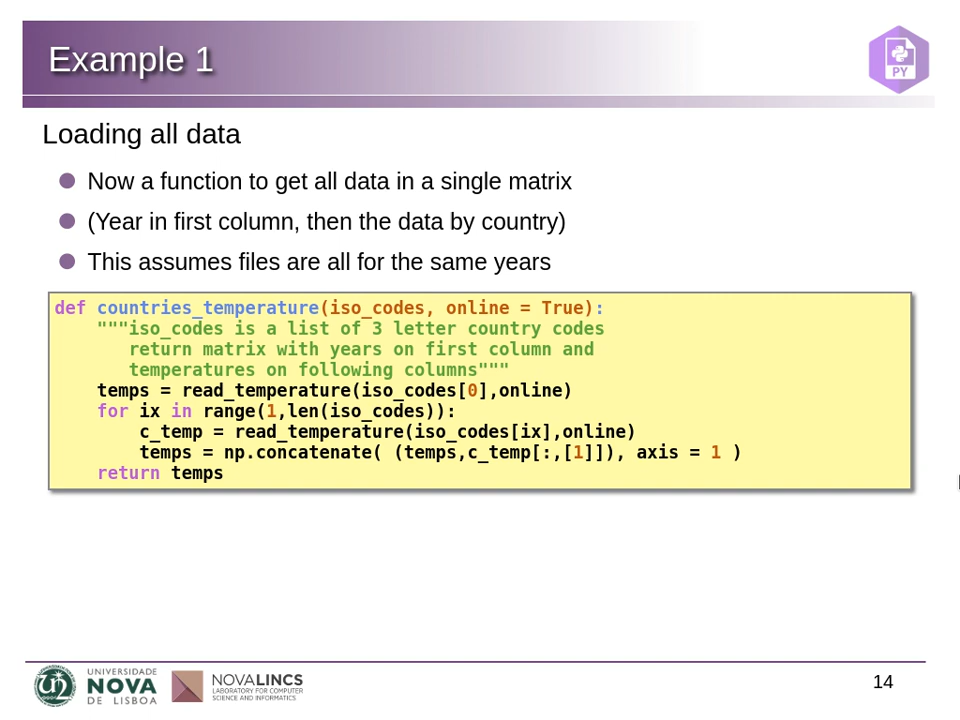 Example 1
PY
Loading all data
Now a function to get all data in a single matrix
(Year in first column, then the data by country)
This assumes files are all for the same years
def countries_temperature(iso_codes, online = True):
    """iso_codes is a list of 3 letter country codes
       return matrix with years on first column and
       temperatures on following columns"""
    temps = read_temperature(iso_codes[0],online)
    for ix in range(1,len(iso_codes)):
        c_temp = read_temperature(iso_codes[ix],online)
        temps = np.concatenate( (temps,c_temp[:,[1]]), axis = 1 )
    return temps
UNIVERSIDADE
NOVA
DE LISBOA
NOVALINCS
LABORATORY FOR COMPUTER
SCIENCE AND INFORMATICS
14